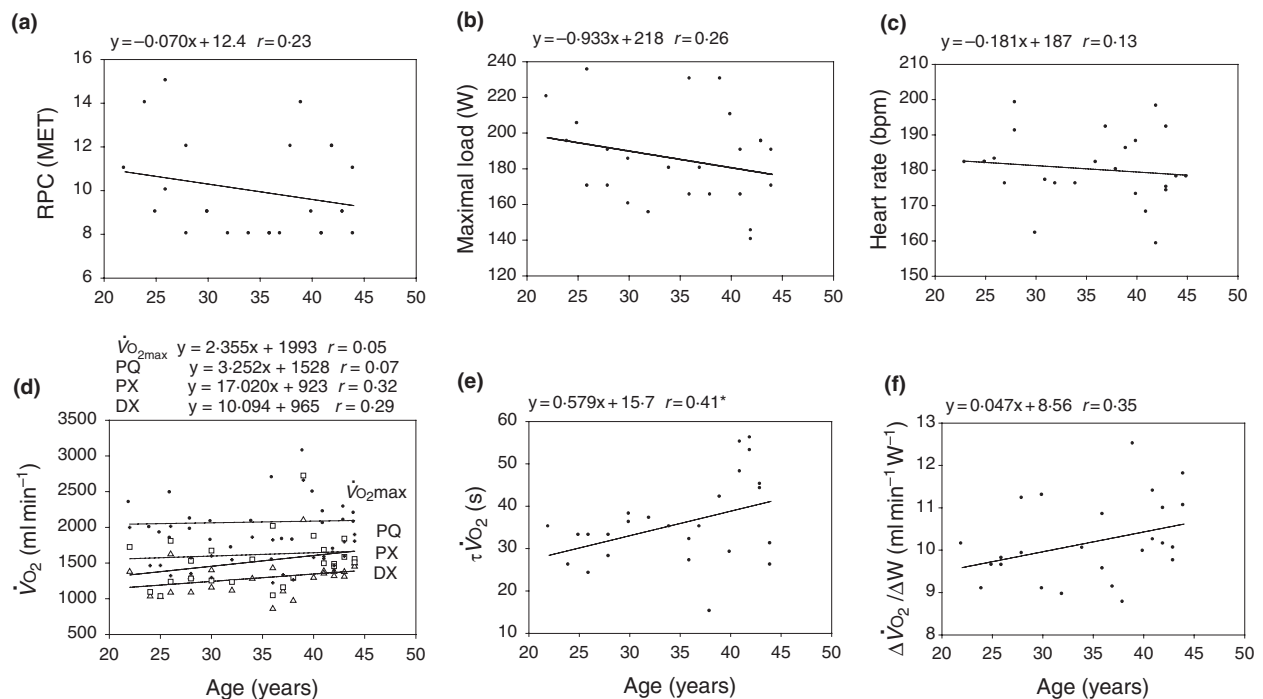 (a)
y=−0·070x+12.4 r=0·23
16
14
12
10
8
6
RPC (MET)
20 25 30 35 40 45 50
(b)
y=−0.933x+218 r=0.26
240
220
200
180
160
140
120
Maximal load (W)
20 25 30 35 40 45 50
(c)
y=−0·181x+187 r=0·13
210
200
190
180
170
160
150
Heart rate (bpm)
20 25 30 35 40 45 50
(d)
V̇O2max y = 2·355x + 1993 r = 0·05
PQ y = 3·252x + 1528 r = 0·07
PX y = 17·020x + 923 r = 0·32
DX y = 10·094 + 965 r = 0·29
3500
3000
2500
2000
1500
1000
500
V̇O2 (ml min−1)
V̇O2max
PQ
PX
DX
20 25 30 35 40 45 50
Age (years)
(e)
y=0·579x+15·7 r=0·41*
60
50
40
30
20
10
τV̇O2 (s)
20 25 30 35 40 45 50
Age (years)
(f)
y=0·047x+8·56 r=0·35
13
12
11
10
9
8
ΔV̇O2 /ΔW (ml min−1 W−1)
20 25 30 35 40 45 50
Age (years)